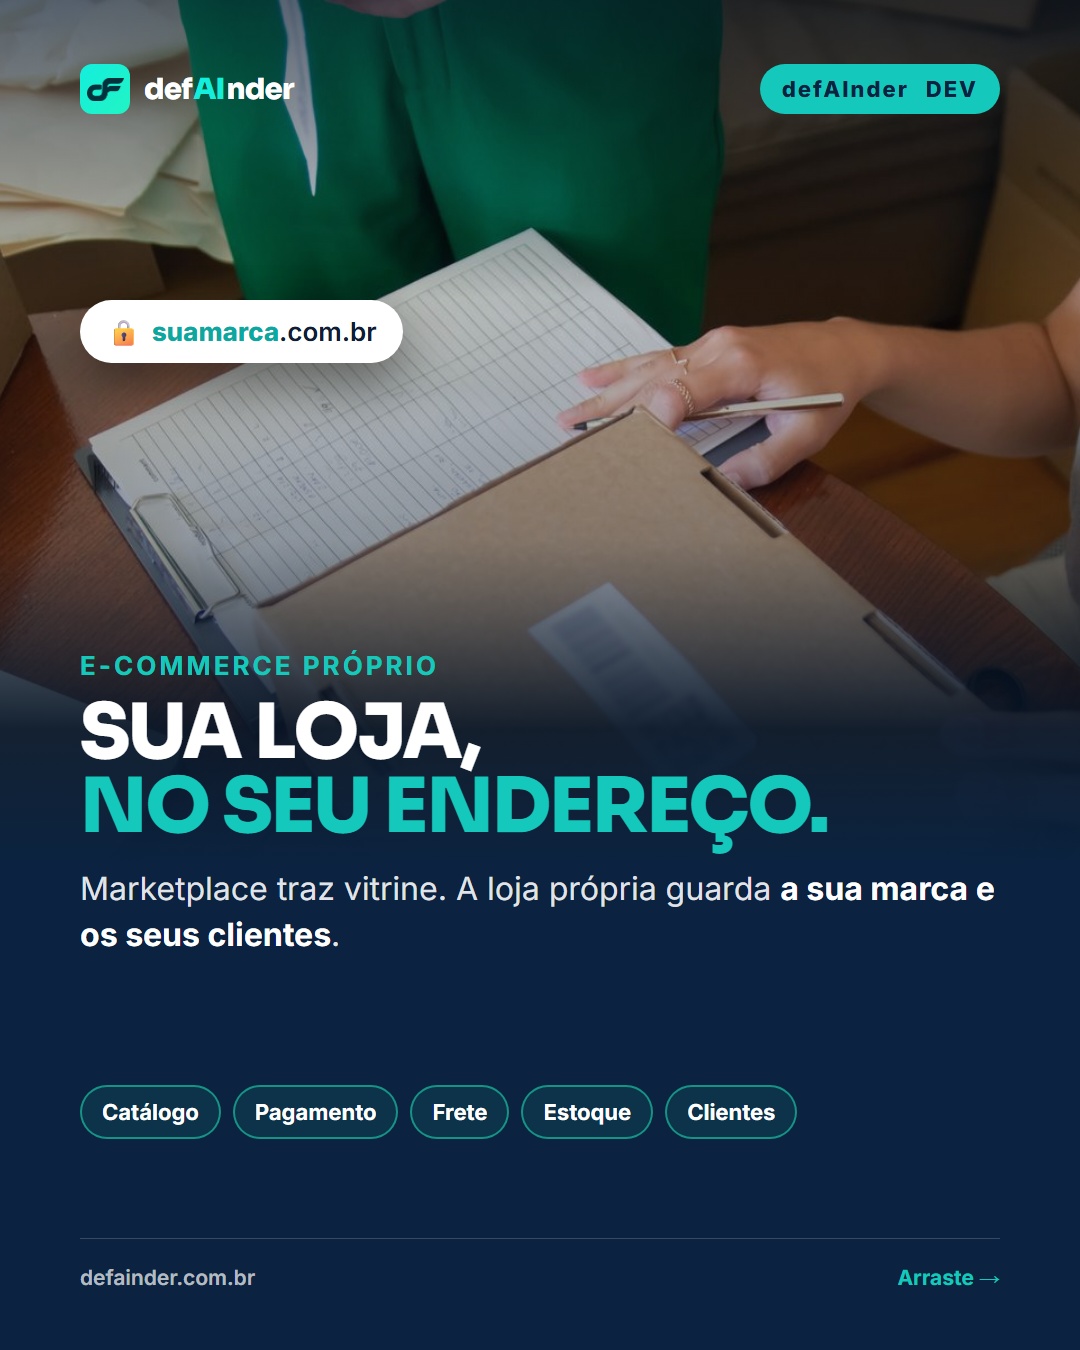 defAInder
defAInder DEV
suamarca.com.br
E-COMMERCE PRÓPRIO
SUA LOJA,
NO SEU ENDEREÇO.
Marketplace traz vitrine. A loja própria guarda a sua marca e
os seus clientes.
Catálogo
Pagamento
Frete
Estoque
Clientes
defainder.com.br
Arraste →